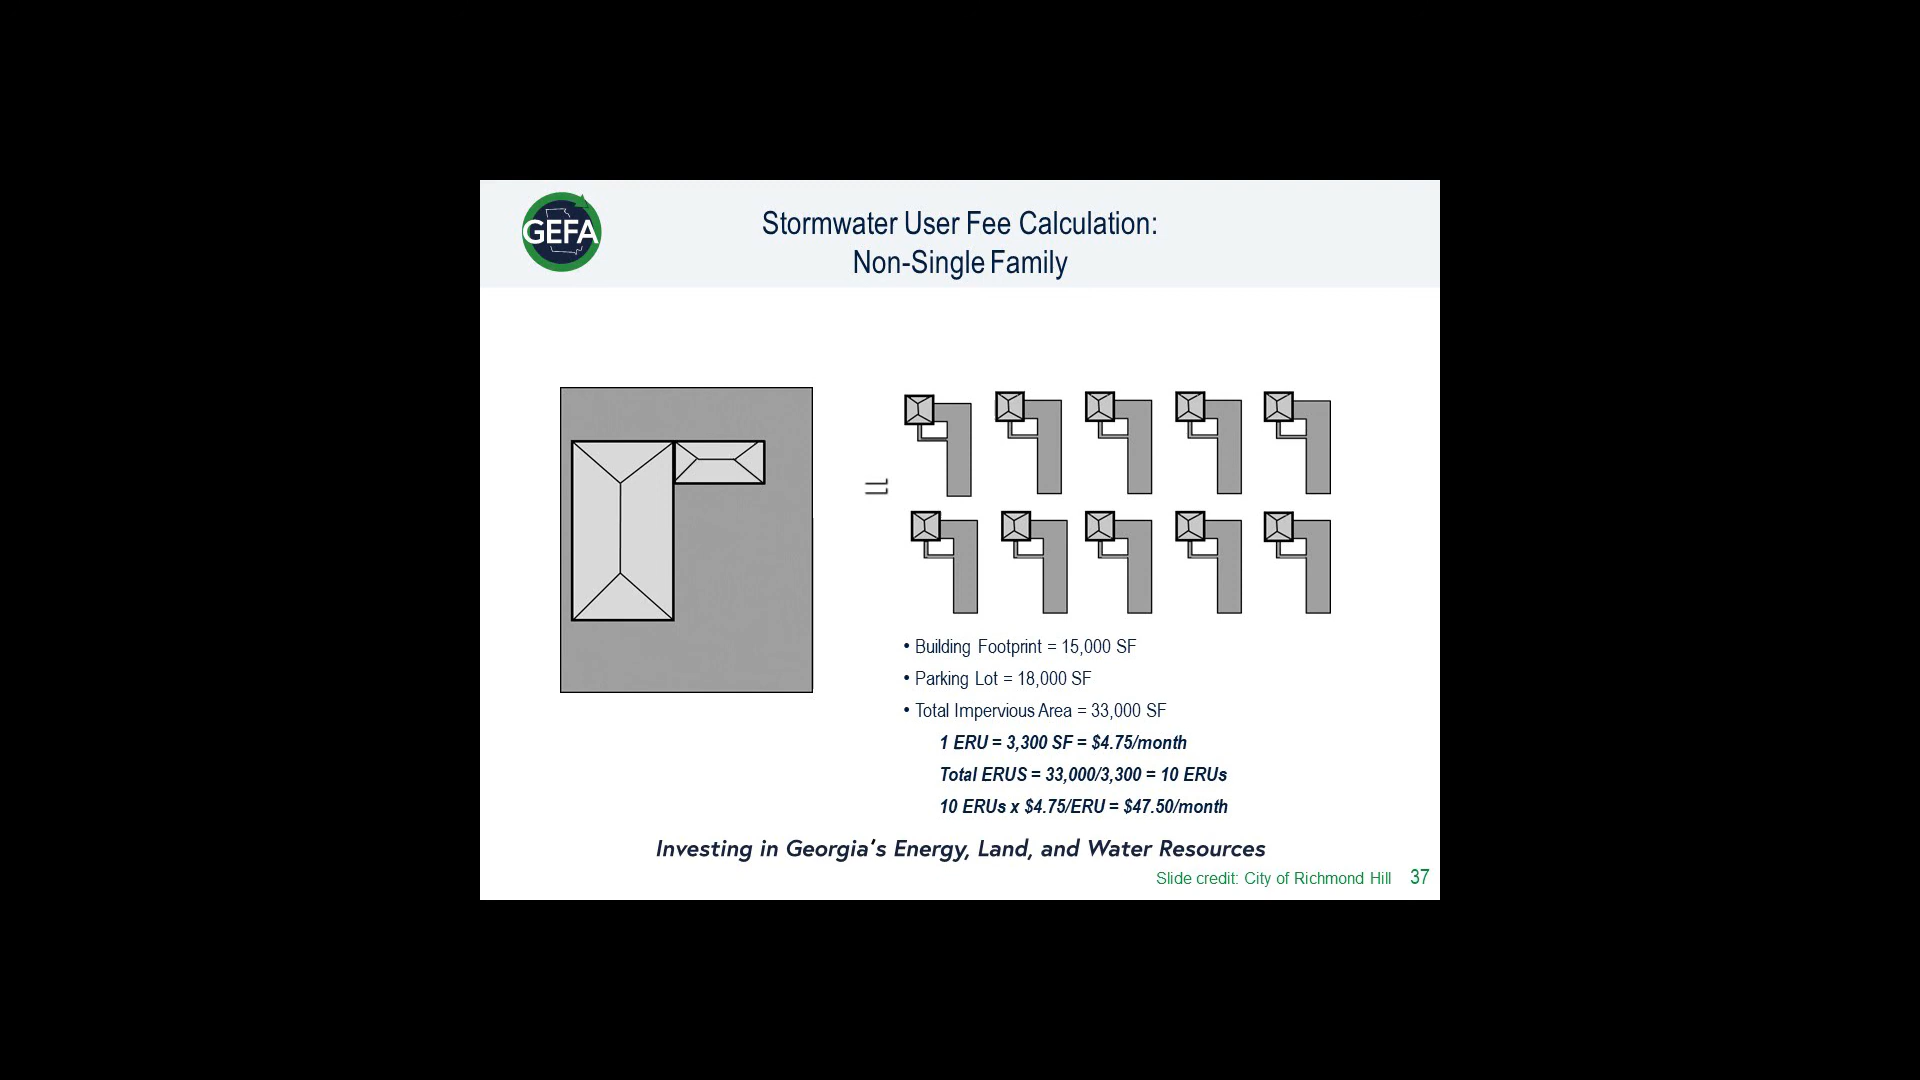 GEFA
Stormwater User Fee Calculation:
Non-Single Family
=
• Building Footprint = 15,000 SF
• Parking Lot = 18,000 SF
• Total Impervious Area = 33,000 SF
1 ERU = 3,300 SF = $4.75/month
Total ERUS = 33,000/3,300 = 10 ERUs
10 ERUs x $4.75/ERU = $47.50/month
Investing in Georgia's Energy, Land, and Water Resources
Slide credit: City of Richmond Hill 37